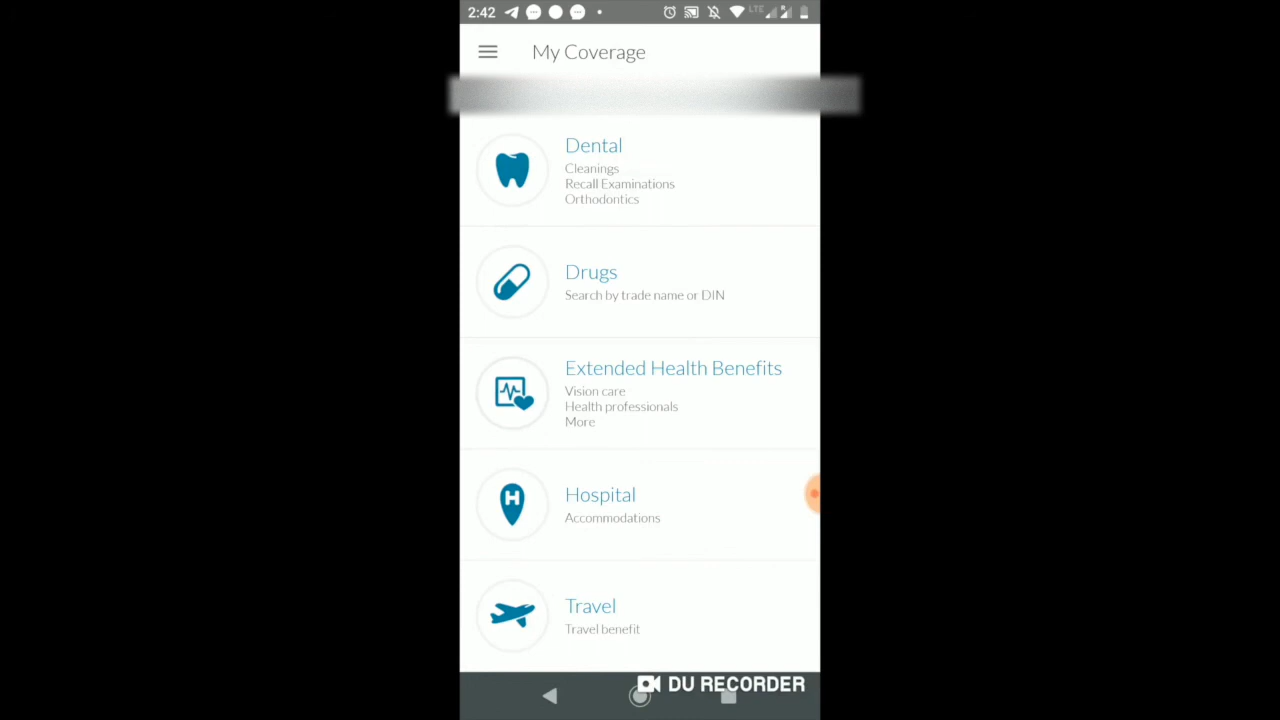 2:42
LTE
My Coverage
Dental
Cleanings
Recall Examinations
Orthodontics
Drugs
Search by trade name or DIN
Extended Health Benefits
Vision care
Health professionals
More
H
Hospital
Accommodations
Travel
Travel benefit
DU RECORDER